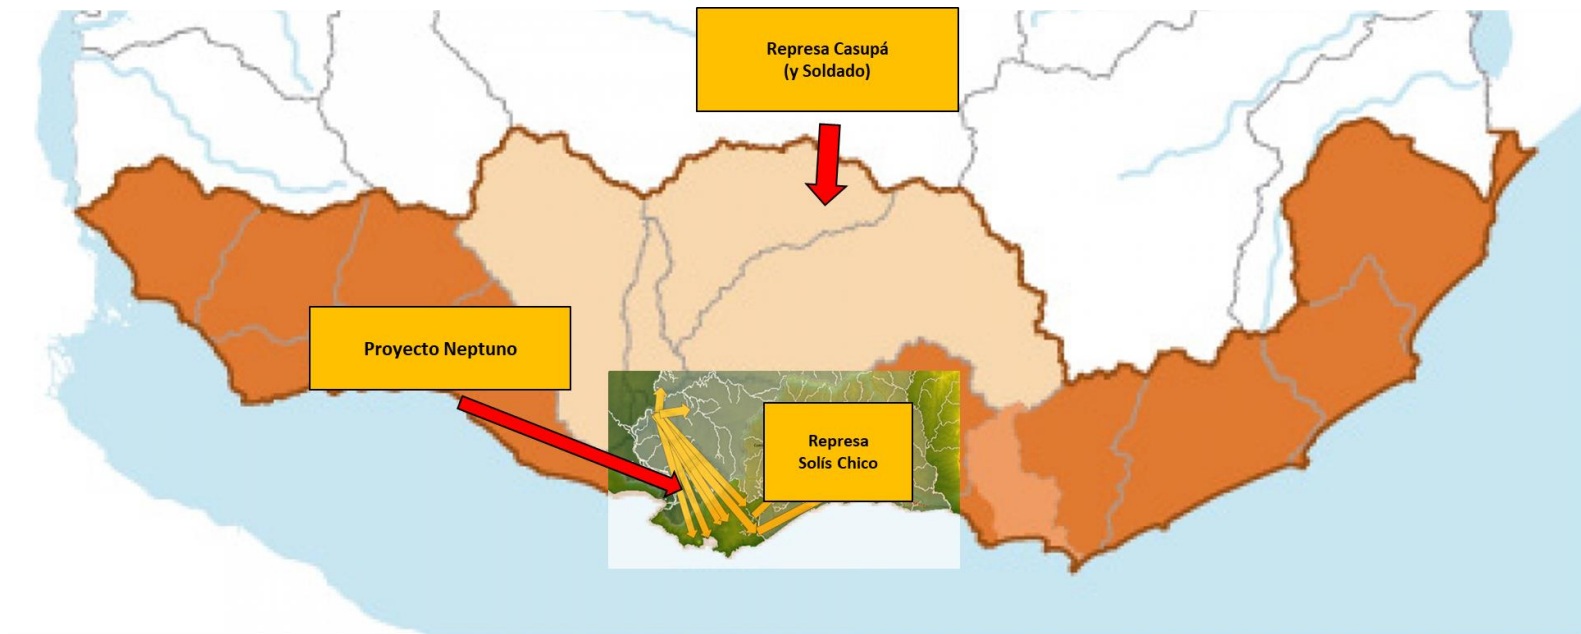 Represa Casupá
(y Soldado)
Proyecto Neptuno
Represa
Solís Chico